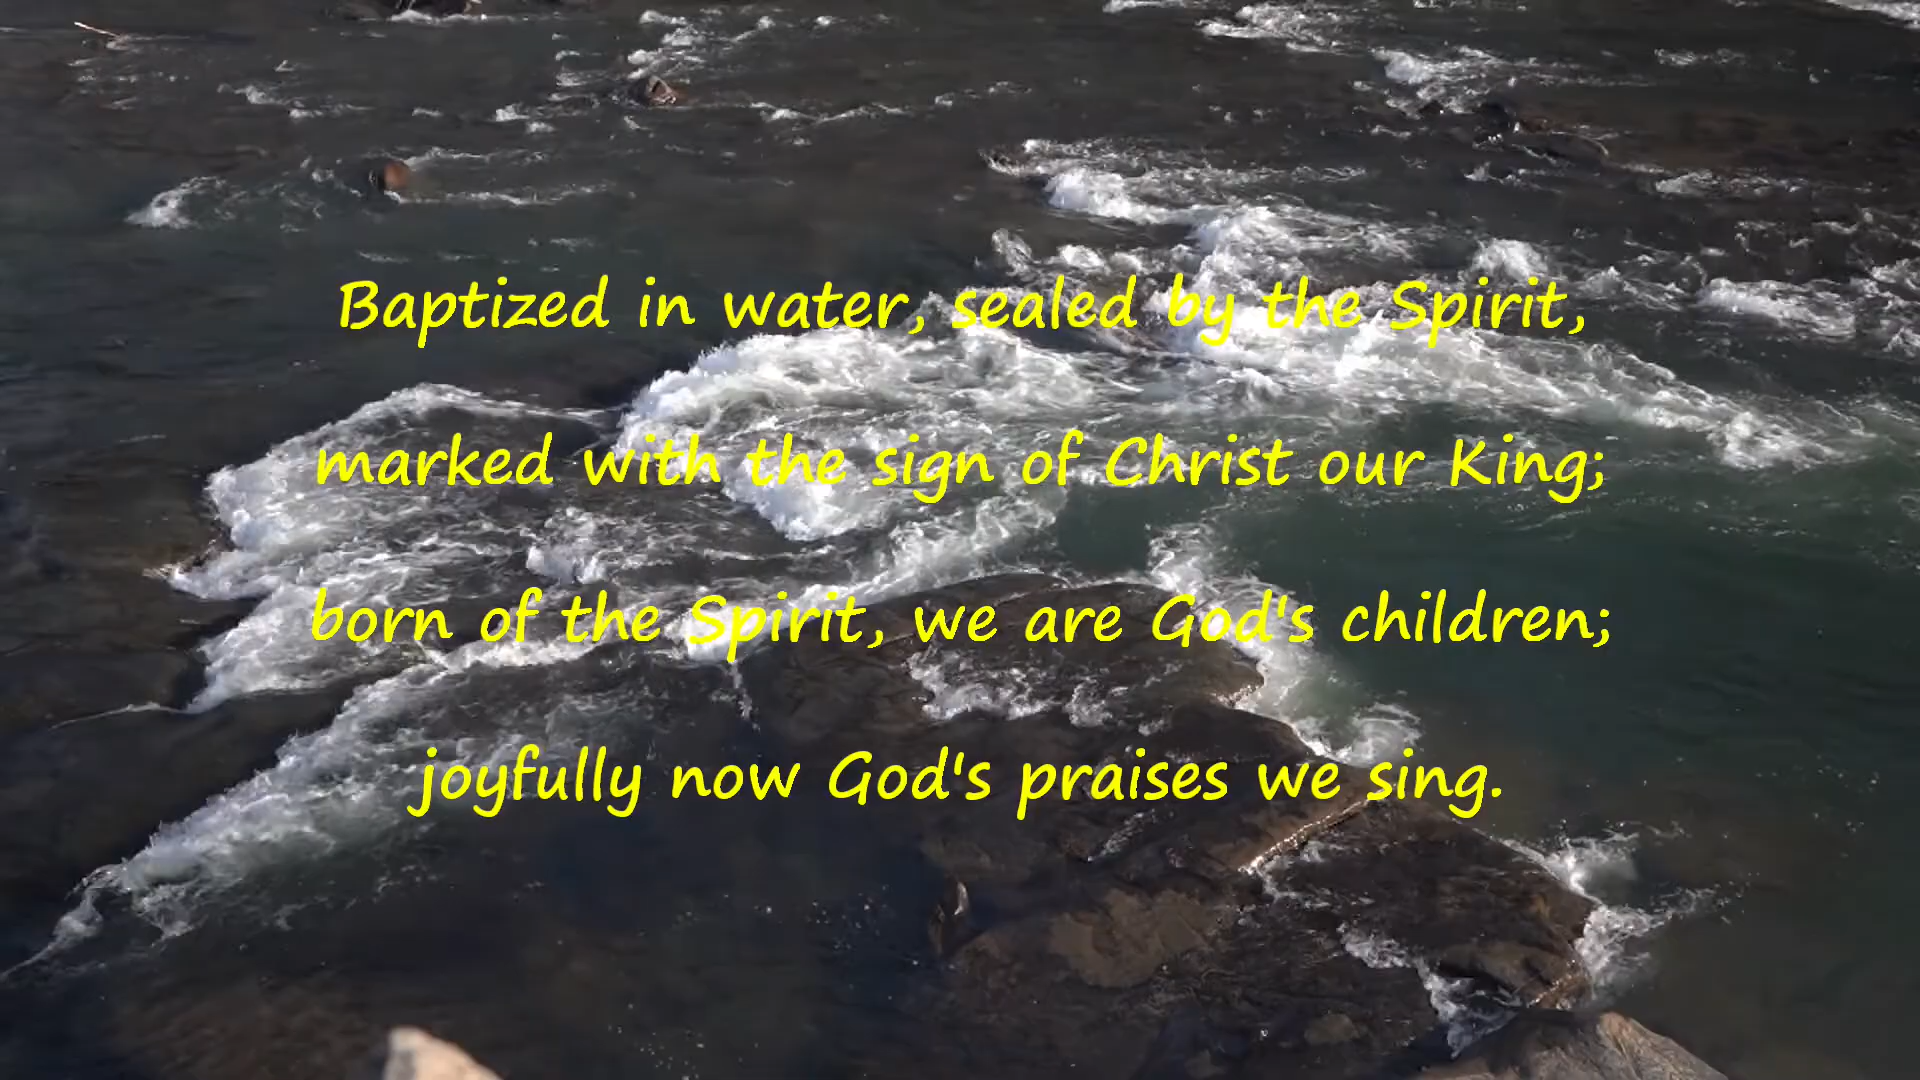 Baptized in water, sealed by the Spirit,
marked with the sign of Christ our King;
born of the Spirit, we are God's children;
joyfully now God's praises we sing.